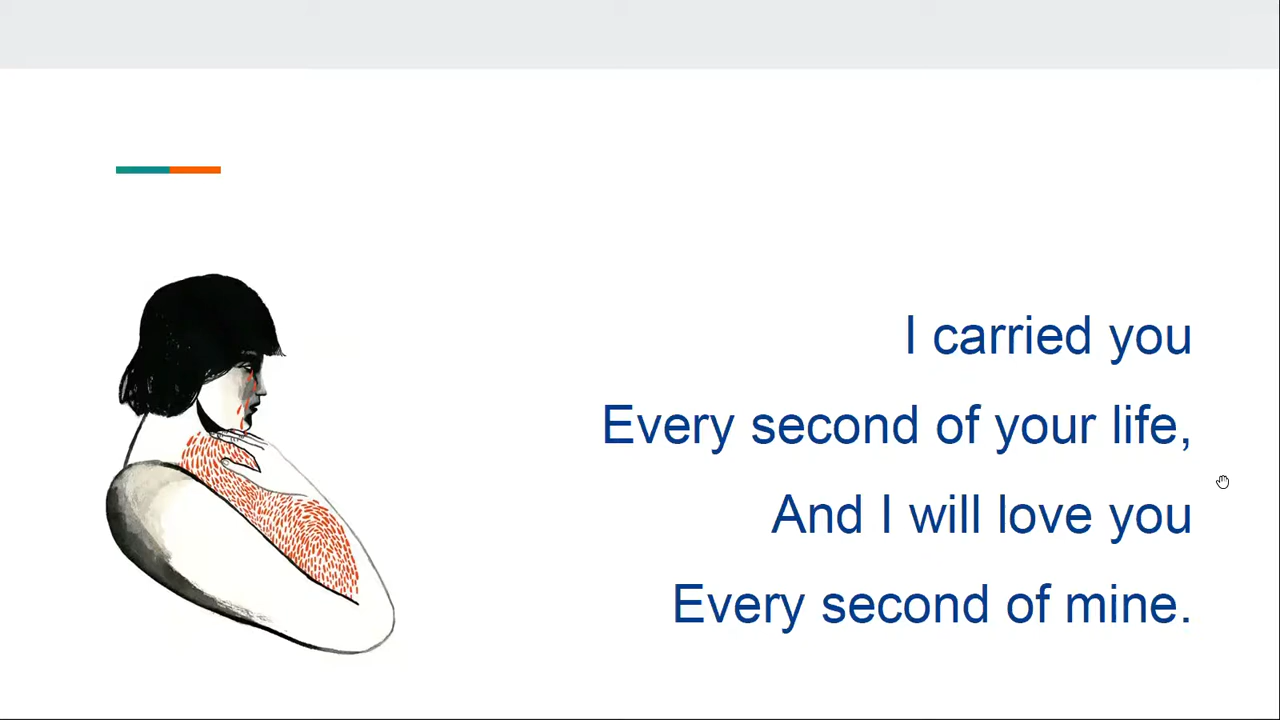 I carried you
Every second of your life,
And I will love you
Every second of mine.